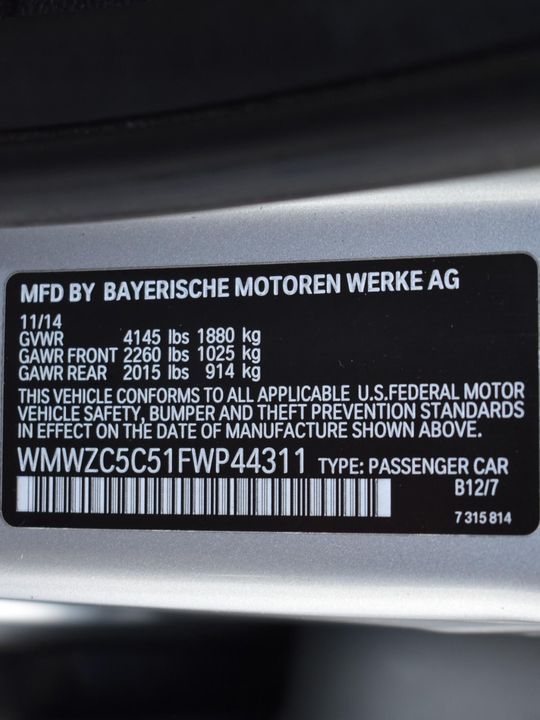 MFD BY BAYERISCHE MOTOREN WERKE AG
11/14
GVWR 4145 lbs 1880 kg
GAWR FRONT 2260 lbs 1025 kg
GAWR REAR 2015 lbs 914 kg
THIS VEHICLE CONFORMS TO ALL APPLICABLE U.S.FEDERAL MOTOR
VEHICLE SAFETY, BUMPER AND THEFT PREVENTION STANDARDS
IN EFFECT ON THE DATE OF MANUFACTURE SHOWN ABOVE.
WMWZC5C51FWP44311 TYPE: PASSENGER CAR
B12/7
7 315 814